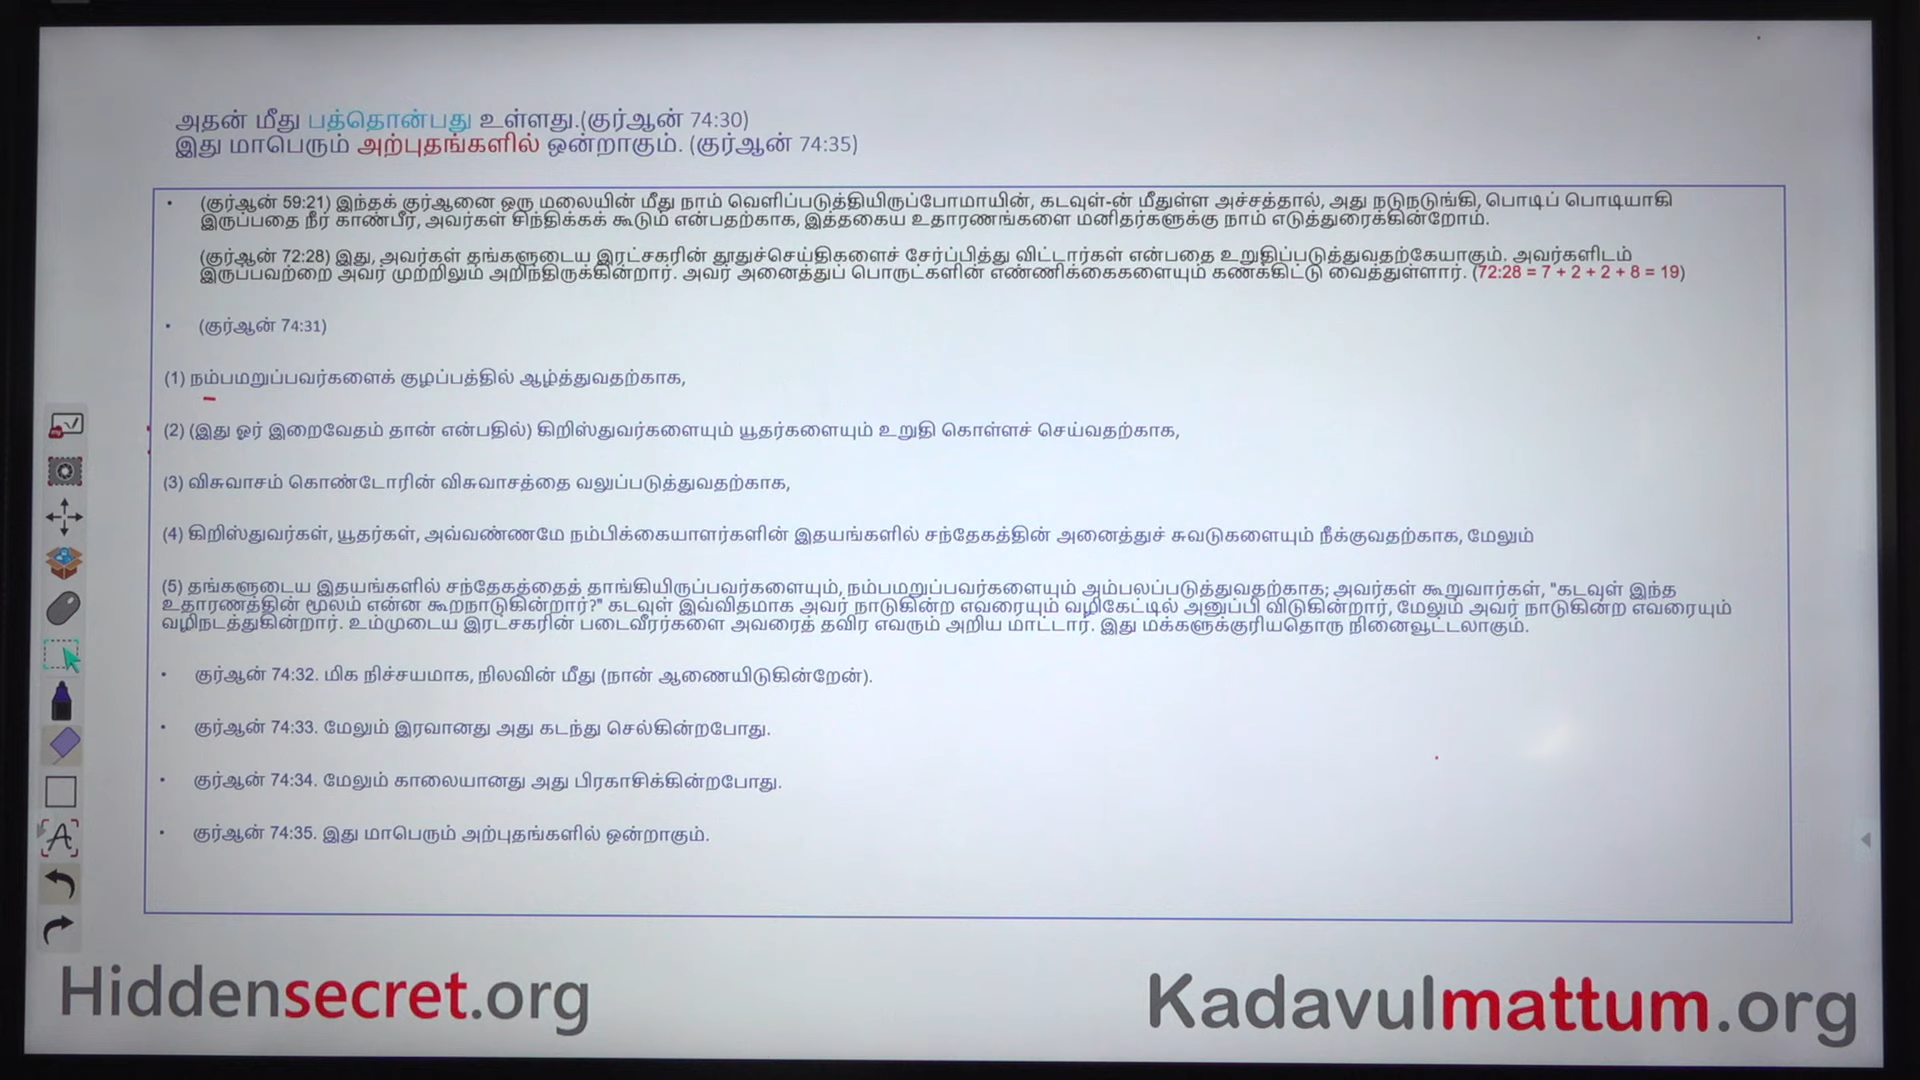 அதன் மீது பத்தொன்பது உள்ளது.(குர்ஆன் 74:30)
இது மாபெரும் அற்புதங்களில் ஒன்றாகும். (குர்ஆன் 74:35)
• (குர்ஆன் 59:21) இந்தக் குர்ஆனை ஒரு மலையின் மீது நாம் வெளிப்படுத்தியிருப்போமாயின், கடவுள்-ன் மீதுள்ள அச்சத்தால், அது நடுநடுங்கி, பொடிப் பொடியாகி
இருப்பதை நீர் காண்பீர், அவர்கள் சிந்திக்கக் கூடும் என்பதற்காக, இத்தகைய உதாரணங்களை மனிதர்களுக்கு நாம் எடுத்துரைக்கின்றோம்.
(குர்ஆன் 72:28) இது, அவர்கள் தங்களுடைய இரட்சகரின் தூதுச்செய்திகளைச் சேர்ப்பித்து விட்டார்கள் என்பதை உறுதிப்படுத்துவதற்கேயாகும். அவர்களிடம்
இருப்பவற்றை அவர் முற்றிலும் அறிந்திருக்கின்றார். அவர் அனைத்துப் பொருட்களின் எண்ணிக்கைகளையும் கணக்கிட்டு வைத்துள்ளார். (72:28 = 7 + 2 + 2 + 8 = 19)
• (குர்ஆன் 74:31)
(1) நம்பமறுப்பவர்களைக் குழப்பத்தில் ஆழ்த்துவதற்காக,
(2) (இது ஓர் இறைவேதம் தான் என்பதில்) கிறிஸ்துவர்களையும் யூதர்களையும் உறுதி கொள்ளச் செய்வதற்காக,
(3) விசுவாசம் கொண்டோரின் விசுவாசத்தை வலுப்படுத்துவதற்காக,
(4) கிறிஸ்துவர்கள், யூதர்கள், அவ்வண்ணமே நம்பிக்கையாளர்களின் இதயங்களில் சந்தேகத்தின் அனைத்துச் சுவடுகளையும் நீக்குவதற்காக, மேலும்
(5) தங்களுடைய இதயங்களில் சந்தேகத்தைத் தாங்கியிருப்பவர்களையும், நம்பமறுப்பவர்களையும் அம்பலப்படுத்துவதற்காக; அவர்கள் கூறுவார்கள், "கடவுள் இந்த
உதாரணத்தின் மூலம் என்ன கூறநாடுகின்றார்?" கடவுள் இவ்விதமாக அவர் நாடுகின்ற எவரையும் வழிகேட்டில் அனுப்பி விடுகின்றார், மேலும் அவர் நாடுகின்ற எவரையும்
வழிநடத்துகின்றார். உம்முடைய இரட்சகரின் படைவீரர்களை அவரைத் தவிர எவரும் அறிய மாட்டார். இது மக்களுக்குரியதொரு நினைவூட்டலாகும்.
• குர்ஆன் 74:32. மிக நிச்சயமாக, நிலவின் மீது (நான் ஆணையிடுகின்றேன்).
• குர்ஆன் 74:33. மேலும் இரவானது அது கடந்து செல்கின்றபோது.
• குர்ஆன் 74:34. மேலும் காலையானது அது பிரகாசிக்கின்றபோது.
• குர்ஆன் 74:35. இது மாபெரும் அற்புதங்களில் ஒன்றாகும்.
Hiddensecret.org
Kadavulmattum.org